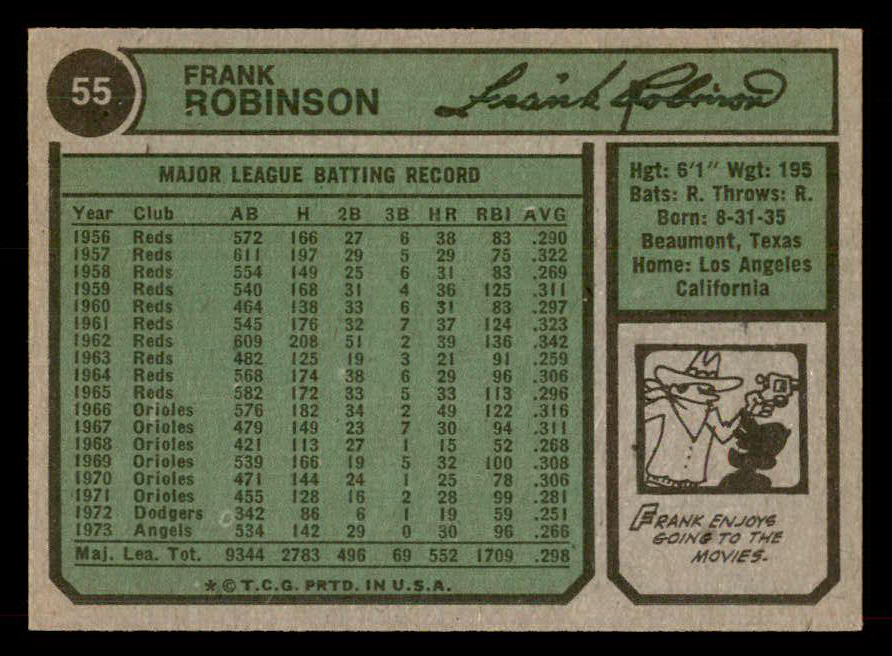 55
FRANK
ROBINSON
Frank Robinson
MAJOR LEAGUE BATTING RECORD
Year Club AB H 2B 3B HR RBI AVG
1956 Reds 572 166 27 6 38 83 .290
1957 Reds 611 197 29 5 29 75 .322
1958 Reds 554 149 25 6 31 83 .269
1959 Reds 540 168 31 4 36 125 .311
1960 Reds 464 138 33 6 31 83 .297
1961 Reds 545 176 32 7 37 124 .323
1962 Reds 609 208 51 2 39 136 .342
1963 Reds 482 125 19 3 21 91 .259
1964 Reds 568 174 38 6 29 96 .306
1965 Reds 582 172 33 5 33 113 .296
1966 Orioles 576 182 34 2 49 122 .316
1967 Orioles 479 149 23 7 30 94 .311
1968 Orioles 421 113 27 1 15 52 .268
1969 Orioles 539 166 19 5 32 100 .308
1970 Orioles 471 144 24 1 25 78 .306
1971 Orioles 455 128 16 2 28 99 .281
1972 Dodgers 342 86 6 1 19 59 .251
1973 Angels 534 142 29 0 30 96 .266
Maj. Lea. Tot. 9344 2783 496 69 552 1709 .298
* © T.C.G. PRTD. IN U.S.A.
Hgt: 6'1" Wgt: 195
Bats: R. Throws: R.
Born: 8-31-35
Beaumont, Texas
Home: Los Angeles
California
FRANK ENJOYS
GOING TO THE
MOVIES.